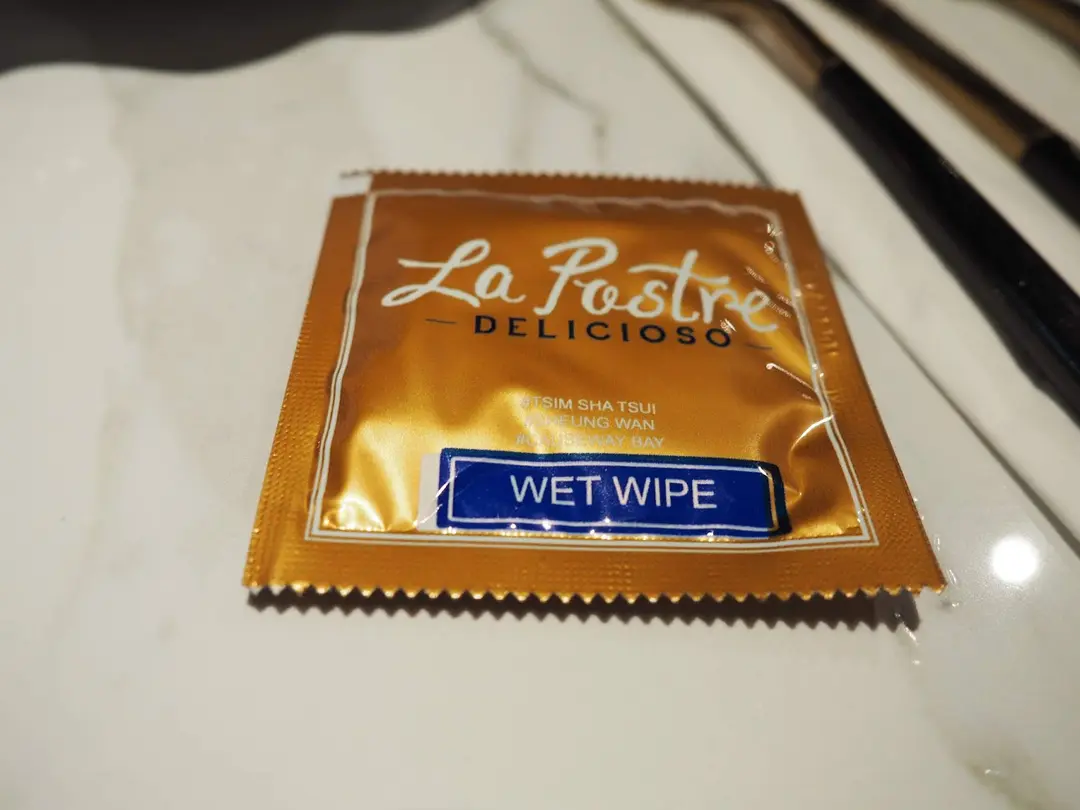 La Postre
DELICIOSO
#TSIM SHA TSUI
WAN
BAY
WET WIPE